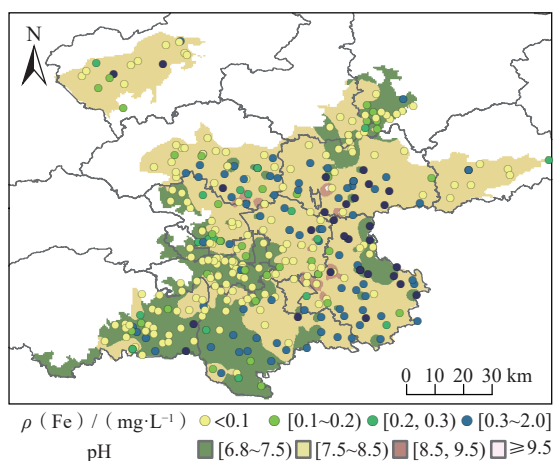 N
0 10 20 30 km
ρ (Fe) / (mg·L⁻¹) <0.1 [0.1~0.2) [0.2, 0.3) [0.3~2.0]
pH [6.8~7.5) [7.5~8.5) [8.5, 9.5) ≥9.5